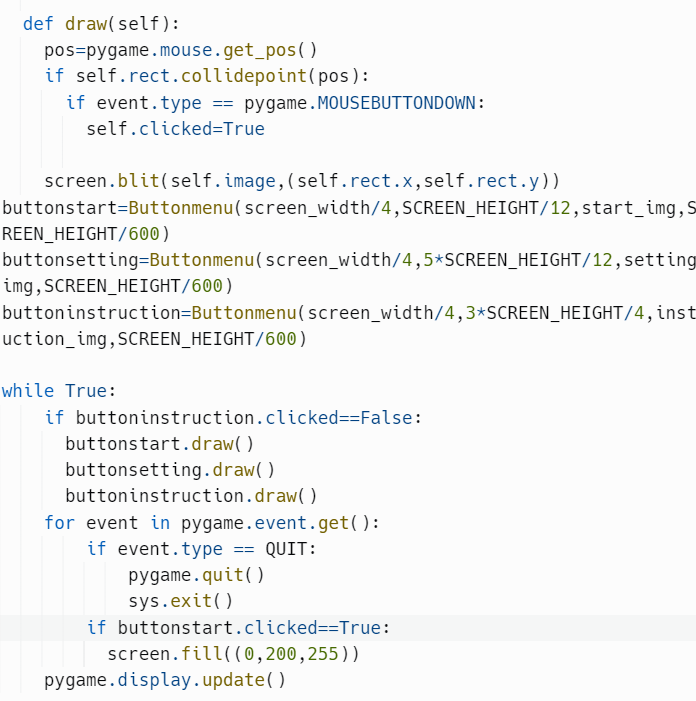 def draw(self):
pos=pygame.mouse.get_pos()
if self.rect.collidepoint(pos):
if event.type == pygame.MOUSEBUTTONDOWN:
self.clicked=True
screen.blit(self.image,(self.rect.x,self.rect.y))
buttonstart=Buttonmenu(screen_width/4,SCREEN_HEIGHT/12,start_img,S
REEN_HEIGHT/600)
buttonsetting=Buttonmenu(screen_width/4,5*SCREEN_HEIGHT/12,setting
img,SCREEN_HEIGHT/600)
buttoninstruction=Buttonmenu(screen_width/4,3*SCREEN_HEIGHT/4,inst
uction_img,SCREEN_HEIGHT/600)
while True:
if buttoninstruction.clicked==False:
buttonstart.draw()
buttonsetting.draw()
buttoninstruction.draw()
for event in pygame.event.get():
if event.type == QUIT:
pygame.quit()
sys.exit()
if buttonstart.clicked==True:
screen.fill((0,200,255))
pygame.display.update()